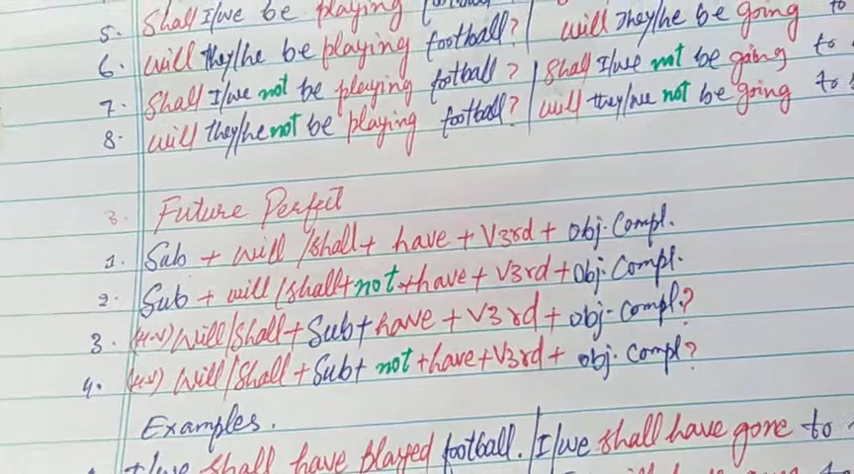 5. Shall I/we be playing
6. will they/he be playing football? | will they/he be going to
7. Shall I/we not be playing football? | Shall I/we not be going to
8. will they/he not be playing football? | will they/we not be going to
3. Future Perfect
1. Sub + will /shall + have + V3rd + obj. Compl.
2. Sub + will /shall + not + have + V3rd + Obj. Compl.
3. (H.V) will/Shall + Sub + have + V3rd + obj. Compl.?
4. (H.V) will/Shall + Sub + not + have + V3rd + obj. Compl?
Examples.
shall have played football. | I/we shall have gone to